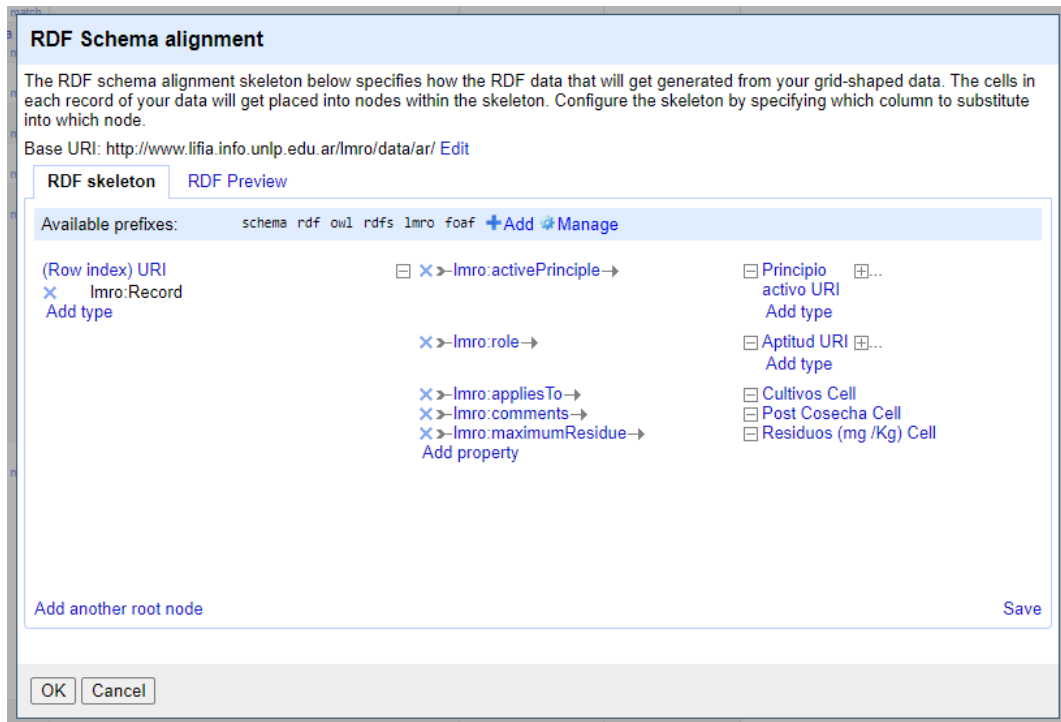 match
RDF Schema alignment
The RDF schema alignment skeleton below specifies how the RDF data that will get generated from your grid-shaped data. The cells in
each record of your data will get placed into nodes within the skeleton. Configure the skeleton by specifying which column to substitute
into which node.
Base URI: http://www.lifia.info.unlp.edu.ar/lmro/data/ar/ Edit
RDF skeleton RDF Preview
Available prefixes: schema rdf owl rdfs lmro foaf Add Manage
(Row index) URI lmro:activePrinciple Principio ...
lmro:Record activo URI
Add type Add type
lmro:role Aptitud URI ...
Add type
lmro:appliesTo Cultivos Cell
lmro:comments Post Cosecha Cell
lmro:maximumResidue Residuos (mg /Kg) Cell
Add property
Add another root node Save
OK Cancel